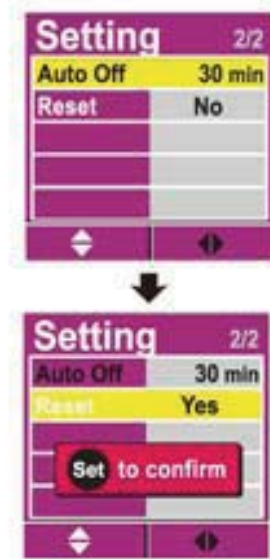 Setting 2/2
Auto Off 30 min
Reset No
Setting 2/2
Auto Off 30 min
Reset Yes
Set to confirm